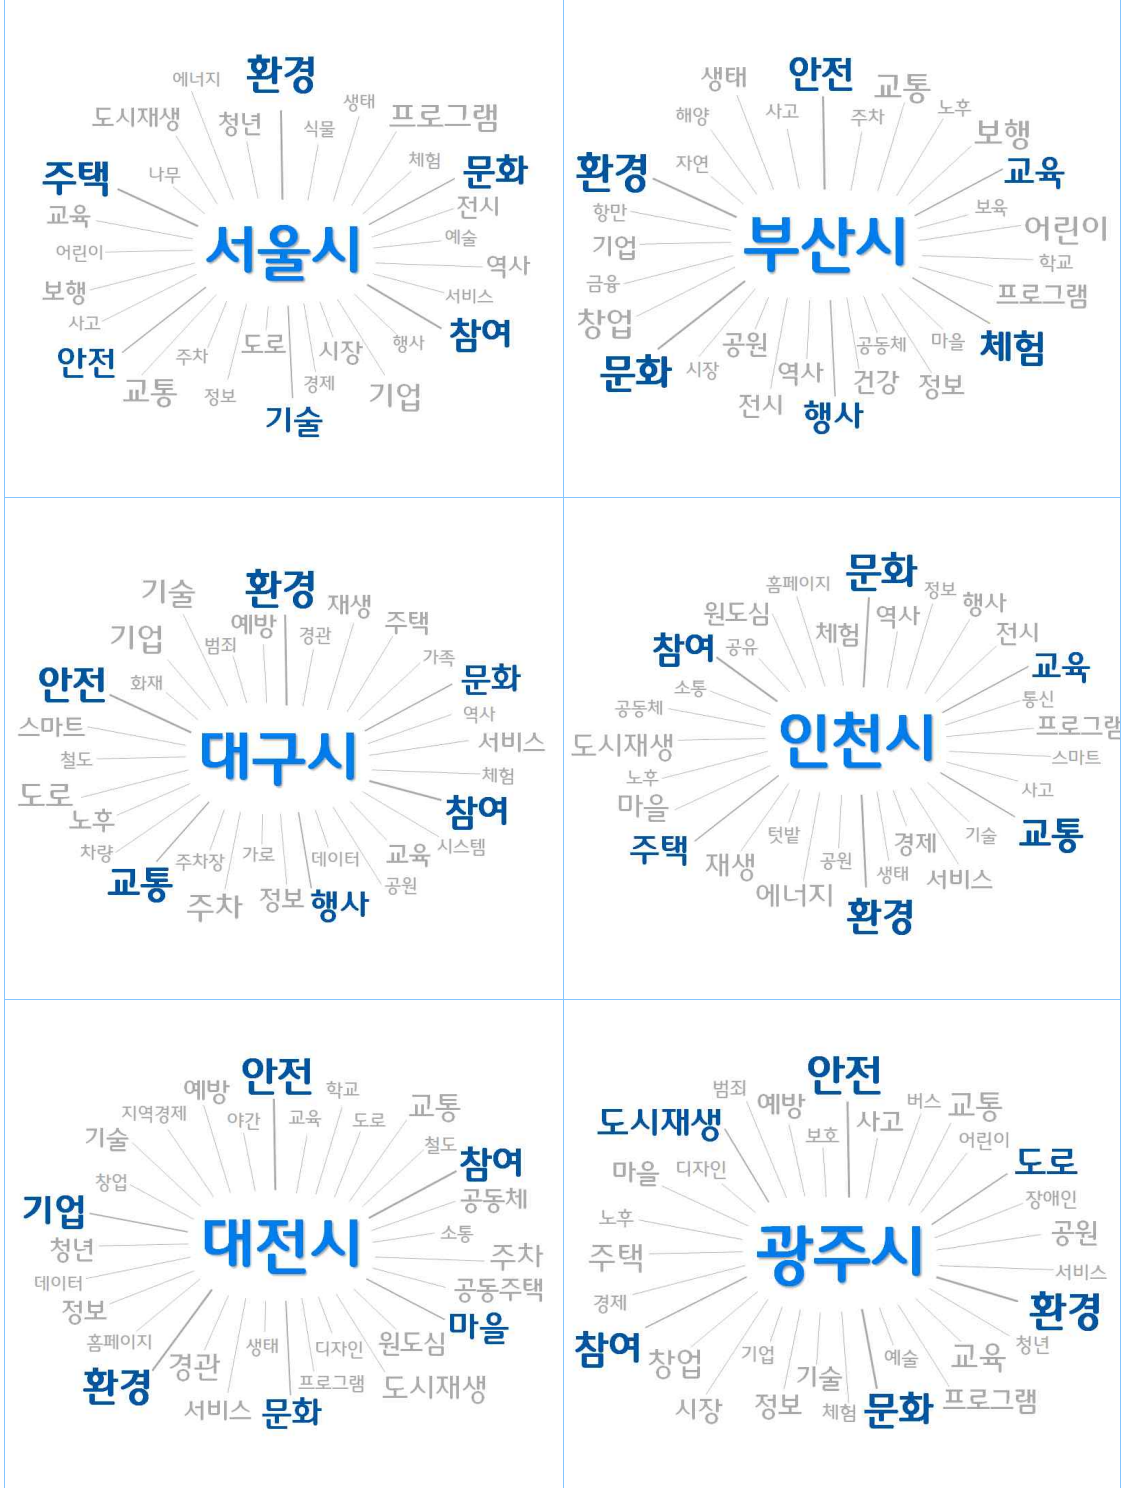 환경
에너지
생태
도시재생
청년
식물
프로그램
주택
나무
체험
문화
교육
전시
어린이
서울시
예술
보행
역사
사고
서비스
안전
주차
도로
시장
행사
참여
교통
정보
기술
경제
기업
안전
생태
교통
해양
사고
주차
노후
보행
환경
자연
교육
항만
보육
어린이
기업
부산시
학교
금융
프로그램
창업
공원
공동체
마을
체험
문화
시장
역사
건강
정보
전시
행사
환경
기술
재생
기업
예방
경관
주택
범죄
가족
안전
화재
문화
스마트
역사
서비스
철도
대구시
체험
도로
참여
노후
차량
주차장
가로
데이터
교육
시스템
교통
공원
주차
정보
행사
문화
홈페이지
정보
행사
원도심
체험
역사
전시
참여
공유
교육
소통
통신
공동체
프로그램
도시재생
인천시
스마트
노후
사고
마을
텃밭
기술
교통
주택
경제
재생
공원
생태
서비스
에너지
환경
안전
예방
학교
지역경제
야간
교육
도로
교통
기술
철도
참여
창업
기업
공동체
청년
대전시
소통
주차
데이터
공동주택
정보
마을
홈페이지
생태
디자인
원도심
환경
경관
프로그램
도시재생
서비스
문화
안전
범죄
예방
버스
교통
도시재생
보호
사고
어린이
마을
디자인
도로
장애인
노후
공원
주택
광주시
서비스
경제
환경
참여
창업
기업
예술
교육
청년
시장
정보
기술
체험
문화
프로그램